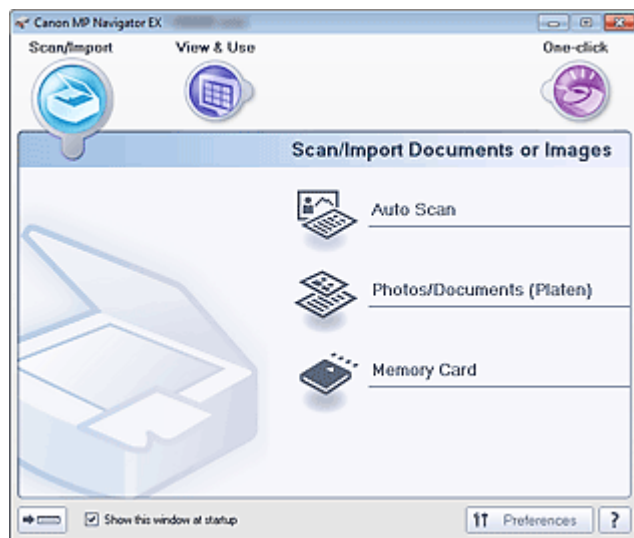 Canon MP Navigator EX
Scan/Import
View & Use
One-click
Scan/Import Documents or Images
Auto Scan
Photos/Documents (Platen)
Memory Card
Show this window at startup
Preferences
?